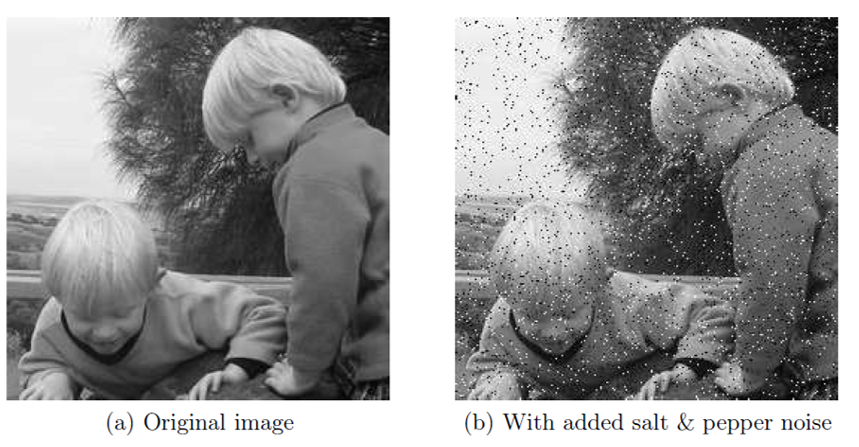 (a) Original image
(b) With added salt & pepper noise